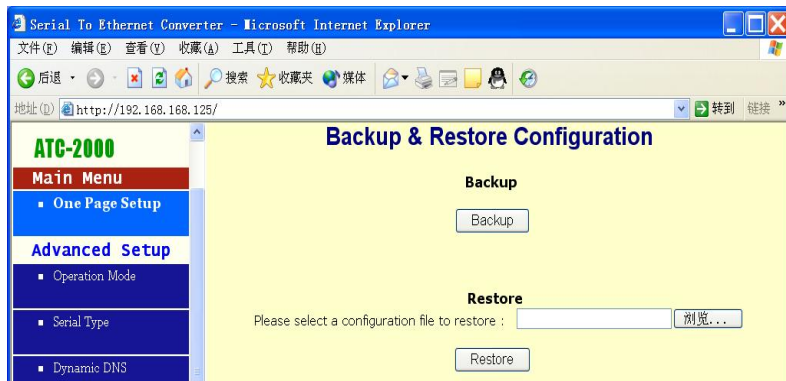 Serial To Ethernet Converter - Microsoft Internet Explorer
文件(F) 编辑(E) 查看(V) 收藏(A) 工具(T) 帮助(H)
后退 搜索 收藏夹 媒体
地址(D) http://192.168.168.125/ 转到 链接 »
ATC-2000
Main Menu
One Page Setup
Advanced Setup
Operation Mode
Serial Type
Dynamic DNS
Backup & Restore Configuration
Backup
Backup
Restore
Please select a configuration file to restore : 浏览...
Restore